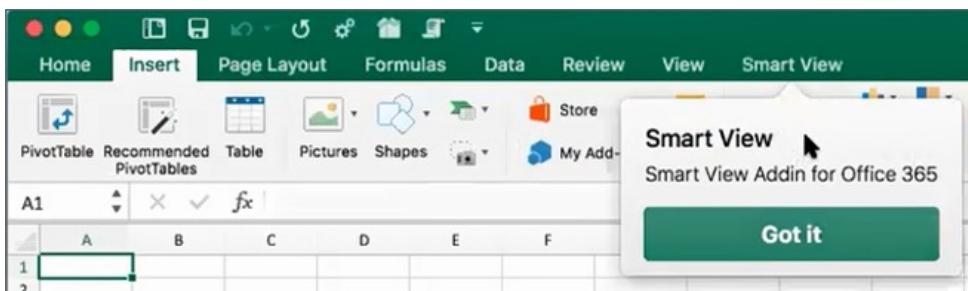 Home Insert Page Layout Formulas Data Review View Smart View
PivotTable Recommended PivotTables Table Pictures Shapes Store
My Add-
Smart View
Smart View Addin for Office 365
Got it
A1 fx
A B C D E F
1
2